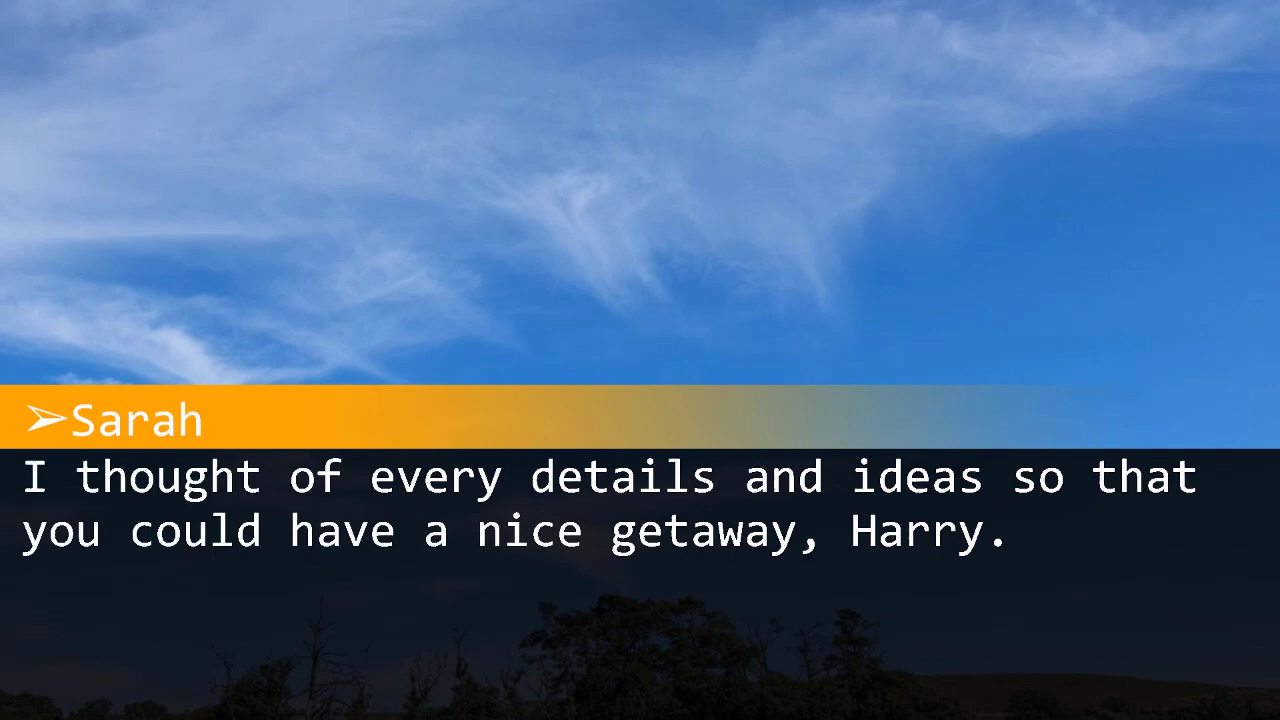 ➢Sarah
I thought of every details and ideas so that
you could have a nice getaway, Harry.